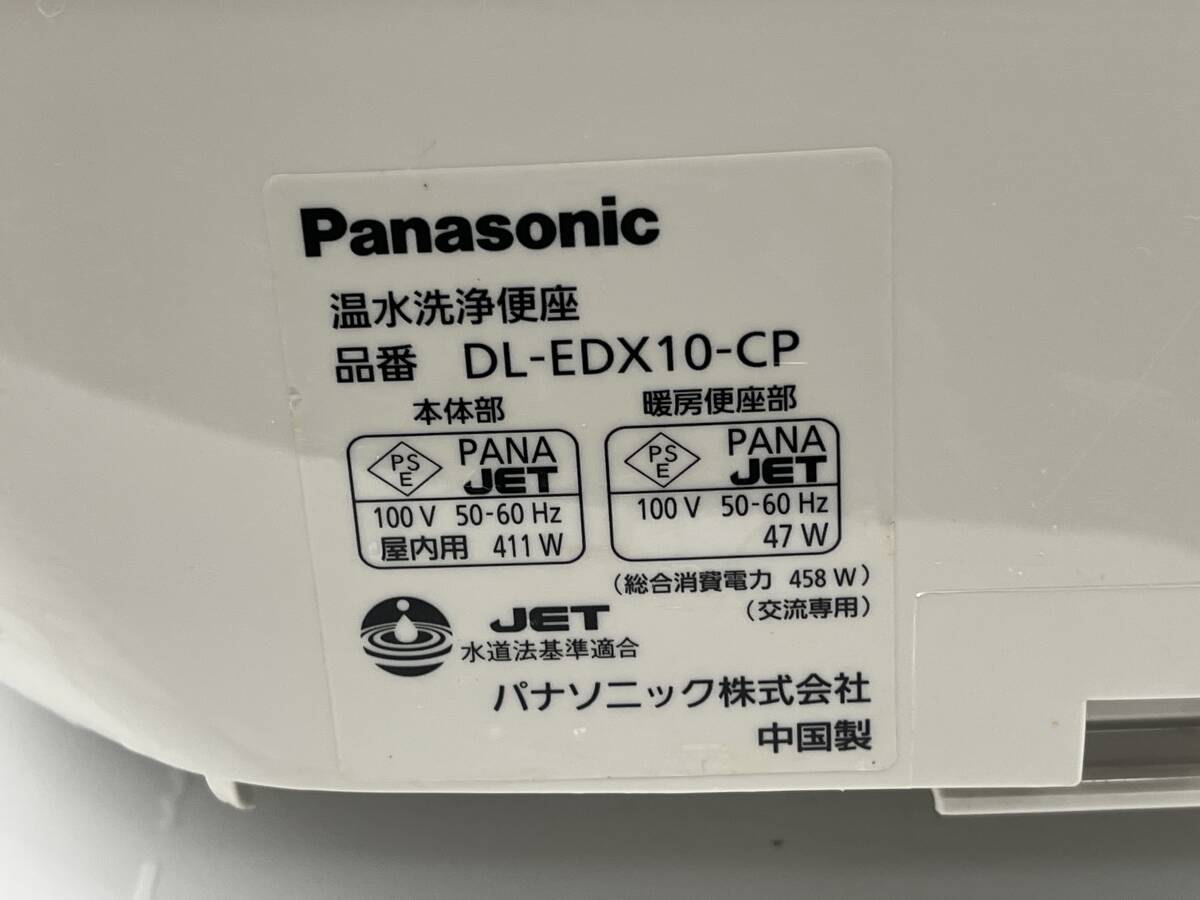 Panasonic
温水洗浄便座
品番 DL-EDX10-CP
本体部
PS
E
PANA
JET
100 V 50-60 Hz
屋内用 411 W
暖房便座部
PS
E
PANA
JET
100 V 50-60 Hz
47 W
(総合消費電力 458 W)
(交流専用)
JET
水道法基準適合
パナソニック株式会社
中国製